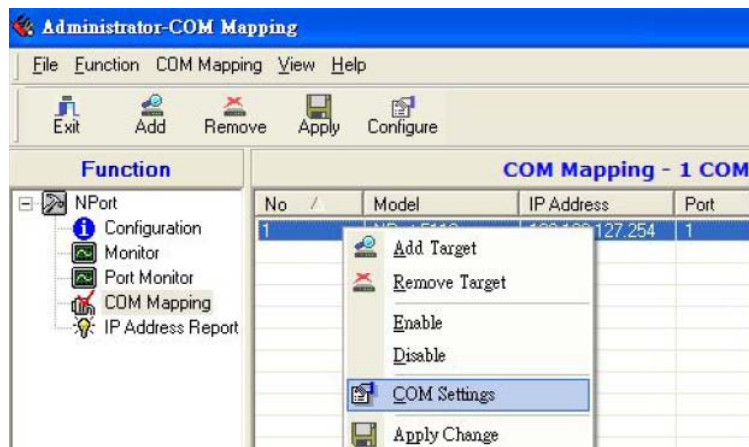 Administrator-COM Mapping
File Function COM Mapping View Help
Exit Add Remove Apply Configure
Function
COM Mapping - 1 COM
NPort
Configuration
Monitor
Port Monitor
COM Mapping
IP Address Report
No Model IP Address Port
1 127.254 1
Add Target
Remove Target
Enable
Disable
COM Settings
Apply Change